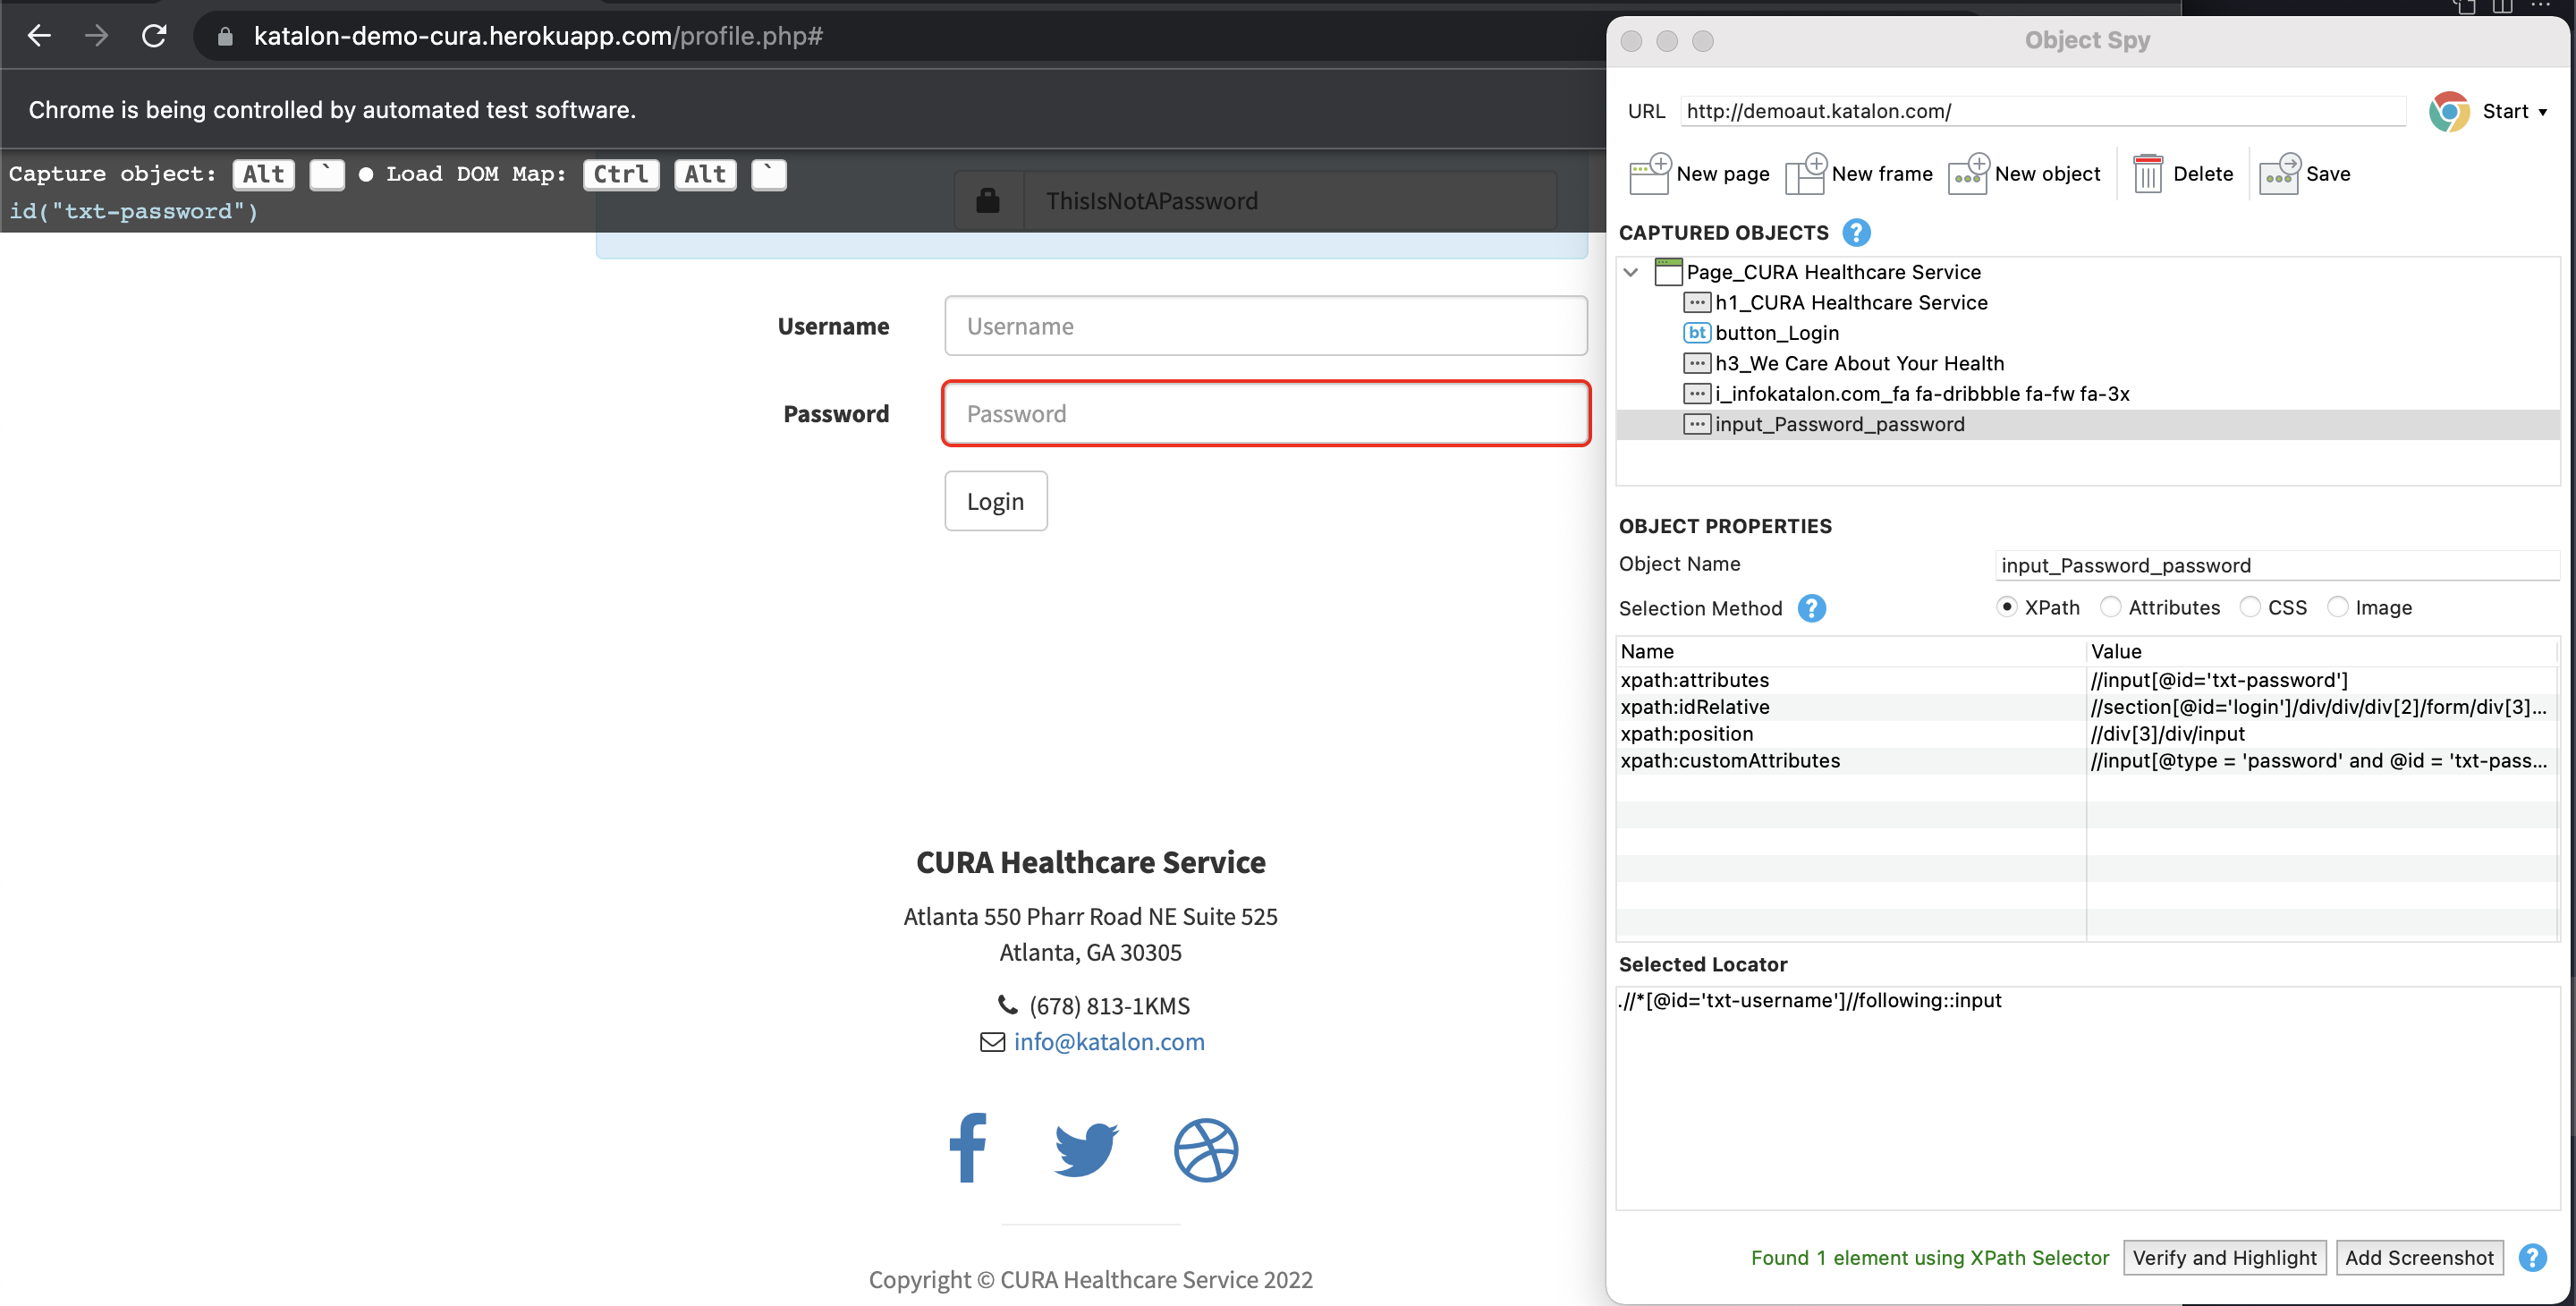 katalon-demo-cura.herokuapp.com/profile.php#
Chrome is being controlled by automated test software.
Capture object: Alt ` ● Load DOM Map: Ctrl Alt `
id("txt-password")
ThisIsNotAPassword
Username
Username
Password
Password
Login
CURA Healthcare Service
Atlanta 550 Pharr Road NE Suite 525
Atlanta, GA 30305
(678) 813-1KMS
info@katalon.com
Copyright © CURA Healthcare Service 2022
Object Spy
URL http://demoaut.katalon.com/ Start
New page New frame New object Delete Save
CAPTURED OBJECTS ?
Page_CURA Healthcare Service
h1_CURA Healthcare Service
bt button_Login
h3_We Care About Your Health
i_infokatalon.com_fa fa-dribbble fa-fw fa-3x
input_Password_password
OBJECT PROPERTIES
Object Name input_Password_password
Selection Method ? XPath Attributes CSS Image
Name Value
xpath:attributes //input[@id='txt-password']
xpath:idRelative //section[@id='login']/div/div/div[2]/form/div[3]...
xpath:position //div[3]/div/input
xpath:customAttributes //input[@type = 'password' and @id = 'txt-pass...
Selected Locator
.//*[@id='txt-username']//following::input
Found 1 element using XPath Selector Verify and Highlight Add Screenshot ?